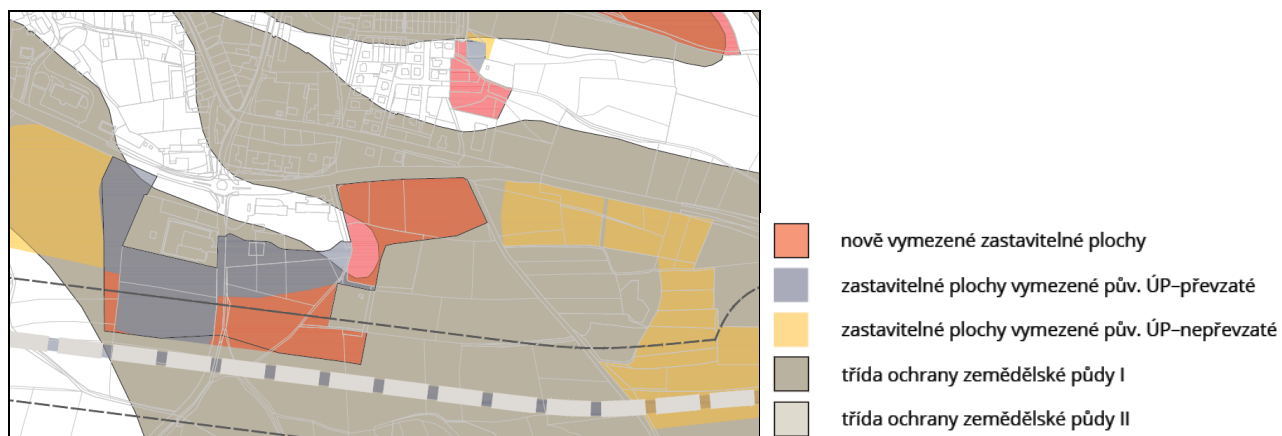 nově vymezené zastavitelné plochy
zastavitelné plochy vymezené pův. ÚP–převzaté
zastavitelné plochy vymezené pův. ÚP–nepřevzaté
třída ochrany zemědělské půdy I
třída ochrany zemědělské půdy II